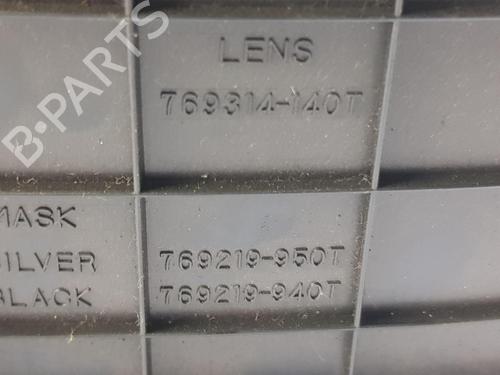 B-PARTS
LENS
769314-140T
MASK
SILVER 769219-950T
BLACK 769219-940T